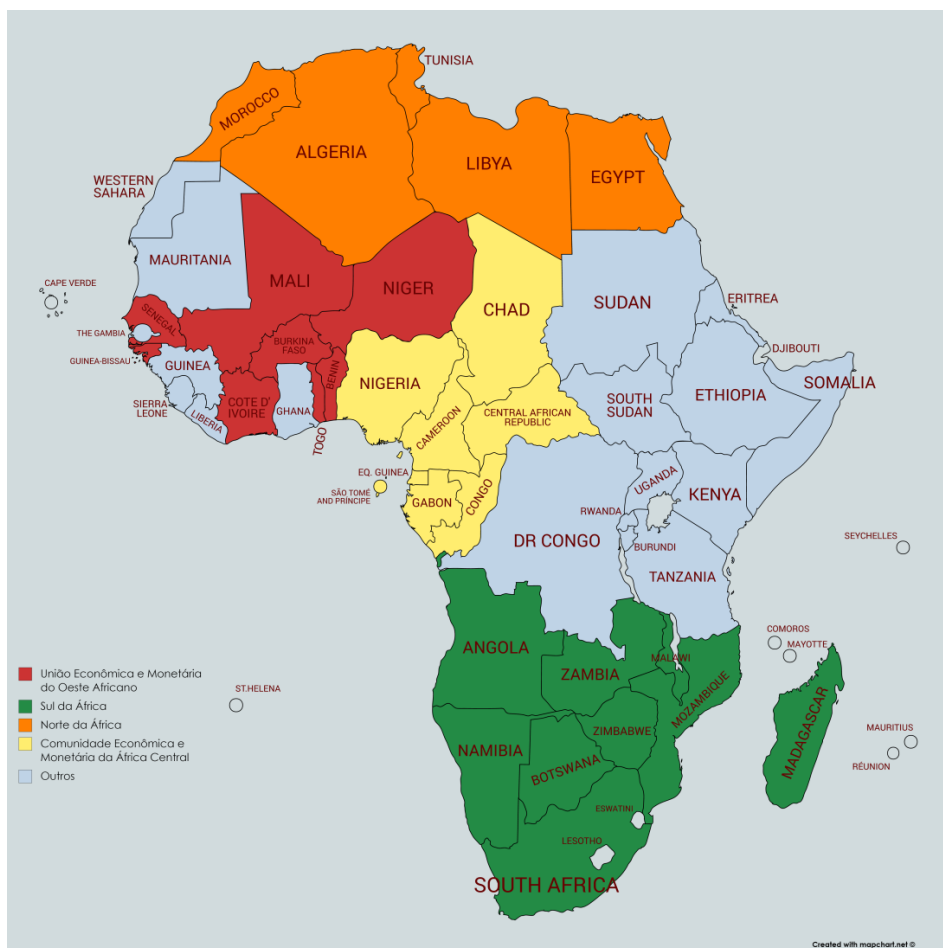 TUNISIA
MOROCCO
ALGERIA
LIBYA
EGYPT
WESTERN
SAHARA
MAURITANIA
MALI
NIGER
CHAD
SUDAN
ERITREA
CAPE VERDE
SENEGAL
THE GAMBIA
GUINEA-BISSAU
GUINEA
BURKINA
FASO
BENIN
NIGERIA
DJIBOUTI
SOMALIA
ETHIOPIA
SOUTH
SUDAN
CENTRAL AFRICAN
REPUBLIC
CAMEROON
SIERRA
LEONE
LIBERIA
COTE D'
IVOIRE
GHANA
TOGO
EQ. GUINEA
SÃO TOMÉ
AND PRÍNCIPE
GABON
CONGO
UGANDA
KENYA
RWANDA
DR CONGO
BURUNDI
TANZANIA
SEYCHELLES
COMOROS
MAYOTTE
ANGOLA
ZAMBIA
MALAWI
MOZAMBIQUE
ST.HELENA
MADAGASCAR
MAURITIUS
RÉUNION
NAMIBIA
ZIMBABWE
BOTSWANA
ESWATINI
LESOTHO
SOUTH AFRICA
União Econômica e Monetária
do Oeste Africano
Sul da África
Norte da África
Comunidade Econômica e
Monetária da África Central
Outros
Created with mapchart.net ©